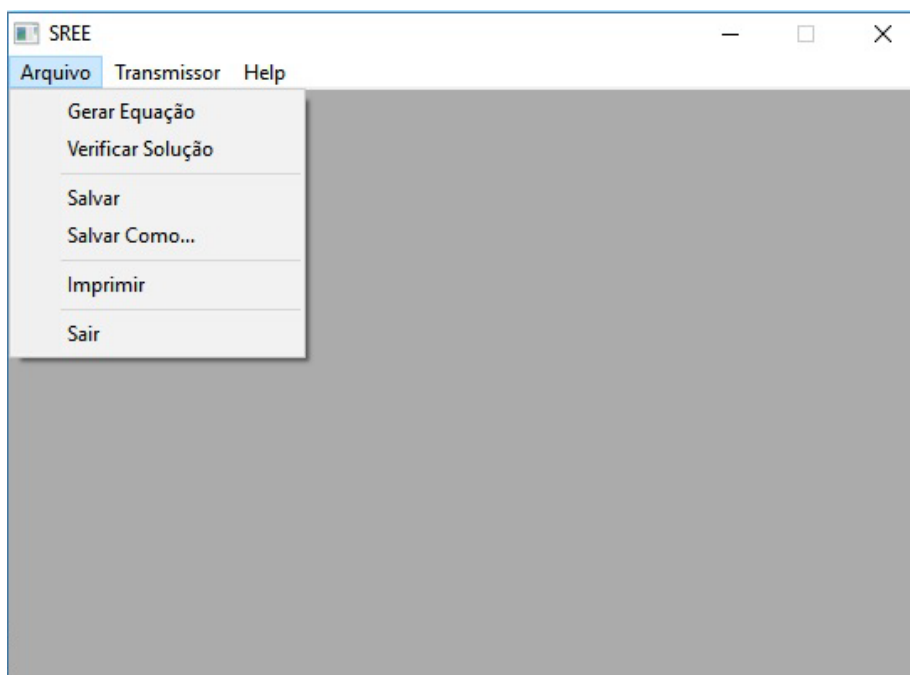 SREE
Arquivo Transmissor Help
Gerar Equação
Verificar Solução
Salvar
Salvar Como...
Imprimir
Sair